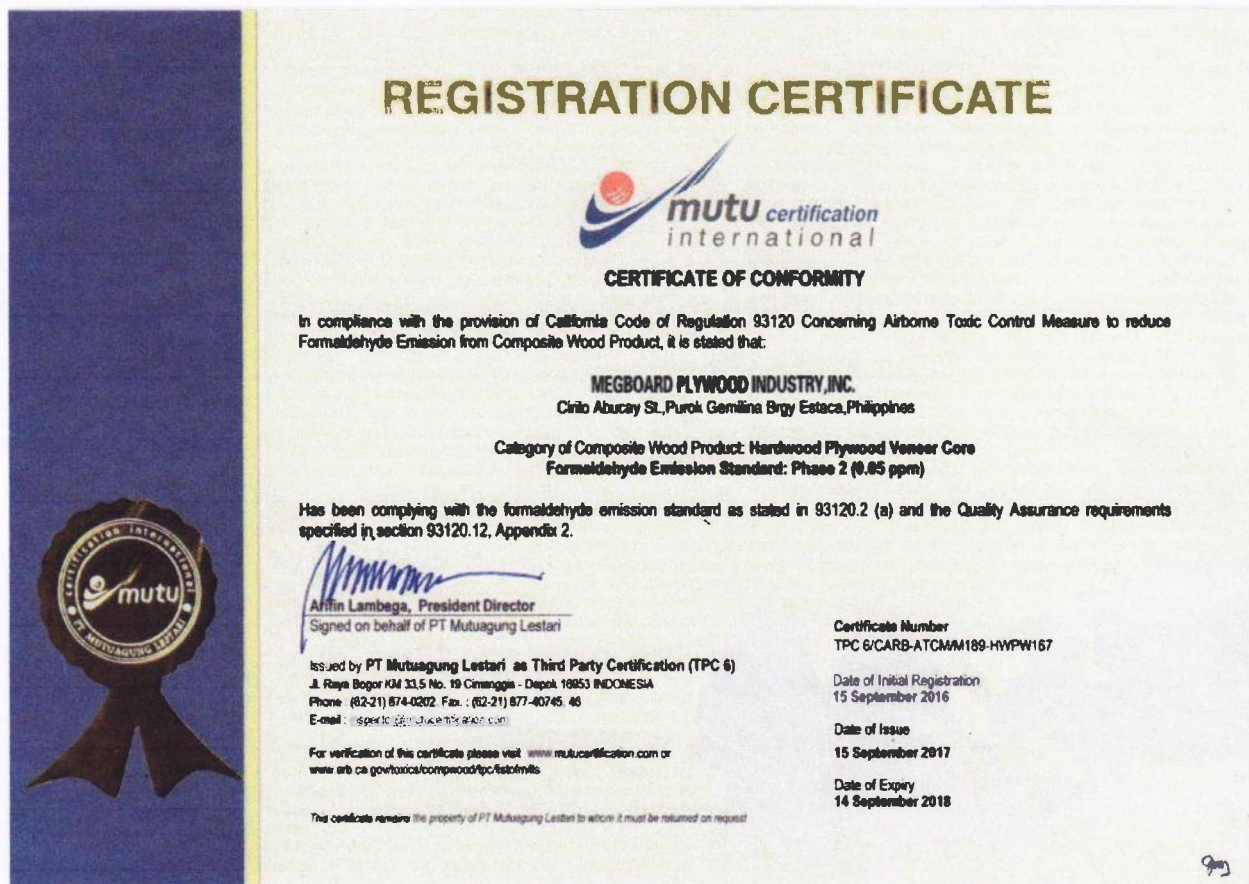 REGISTRATION CERTIFICATE
mutu certification
international
CERTIFICATE OF CONFORMITY
In compliance with the provision of California Code of Regulation 93120 Concerning Airborne Toxic Control Measure to reduce
Formaldehyde Emission from Composite Wood Product, it is stated that:
MEGBOARD PLYWOOD INDUSTRY,INC.
Cirilo Abucay St.,Purok Gemilina Brgy Estaca,Philippines
Category of Composite Wood Product: Hardwood Plywood Veneer Core
Formaldehyde Emission Standard: Phase 2 (0.05 ppm)
Has been complying with the formaldehyde emission standard as stated in 93120.2 (a) and the Quality Assurance requirements
specified in section 93120.12, Appendix 2.
Arifin Lambega, President Director
Signed on behalf of PT Mutuagung Lestari
Issued by PT Mutuagung Lestari as Third Party Certification (TPC 6)
Jl. Raya Bogor KM 33,5 No. 19 Cimanggis - Depok 16953 INDONESIA
Phone : (62-21) 874-0202. Fax. : (62-21) 877-40745, 46
E-mail :
For verification of this certificate please visit www.mutucertification.com or
www.arb.ca.gov/toxics/compwood/tpc/listofmills
This certificate remains the property of PT Mutuagung Lestari to whom it must be returned on request
Certificate Number
TPC 6/CARB-ATCM/M189-HWPW167
Date of Initial Registration
15 September 2016
Date of Issue
15 September 2017
Date of Expiry
14 September 2018
certification international
mutu
PT MUTUAGUNG LESTARI